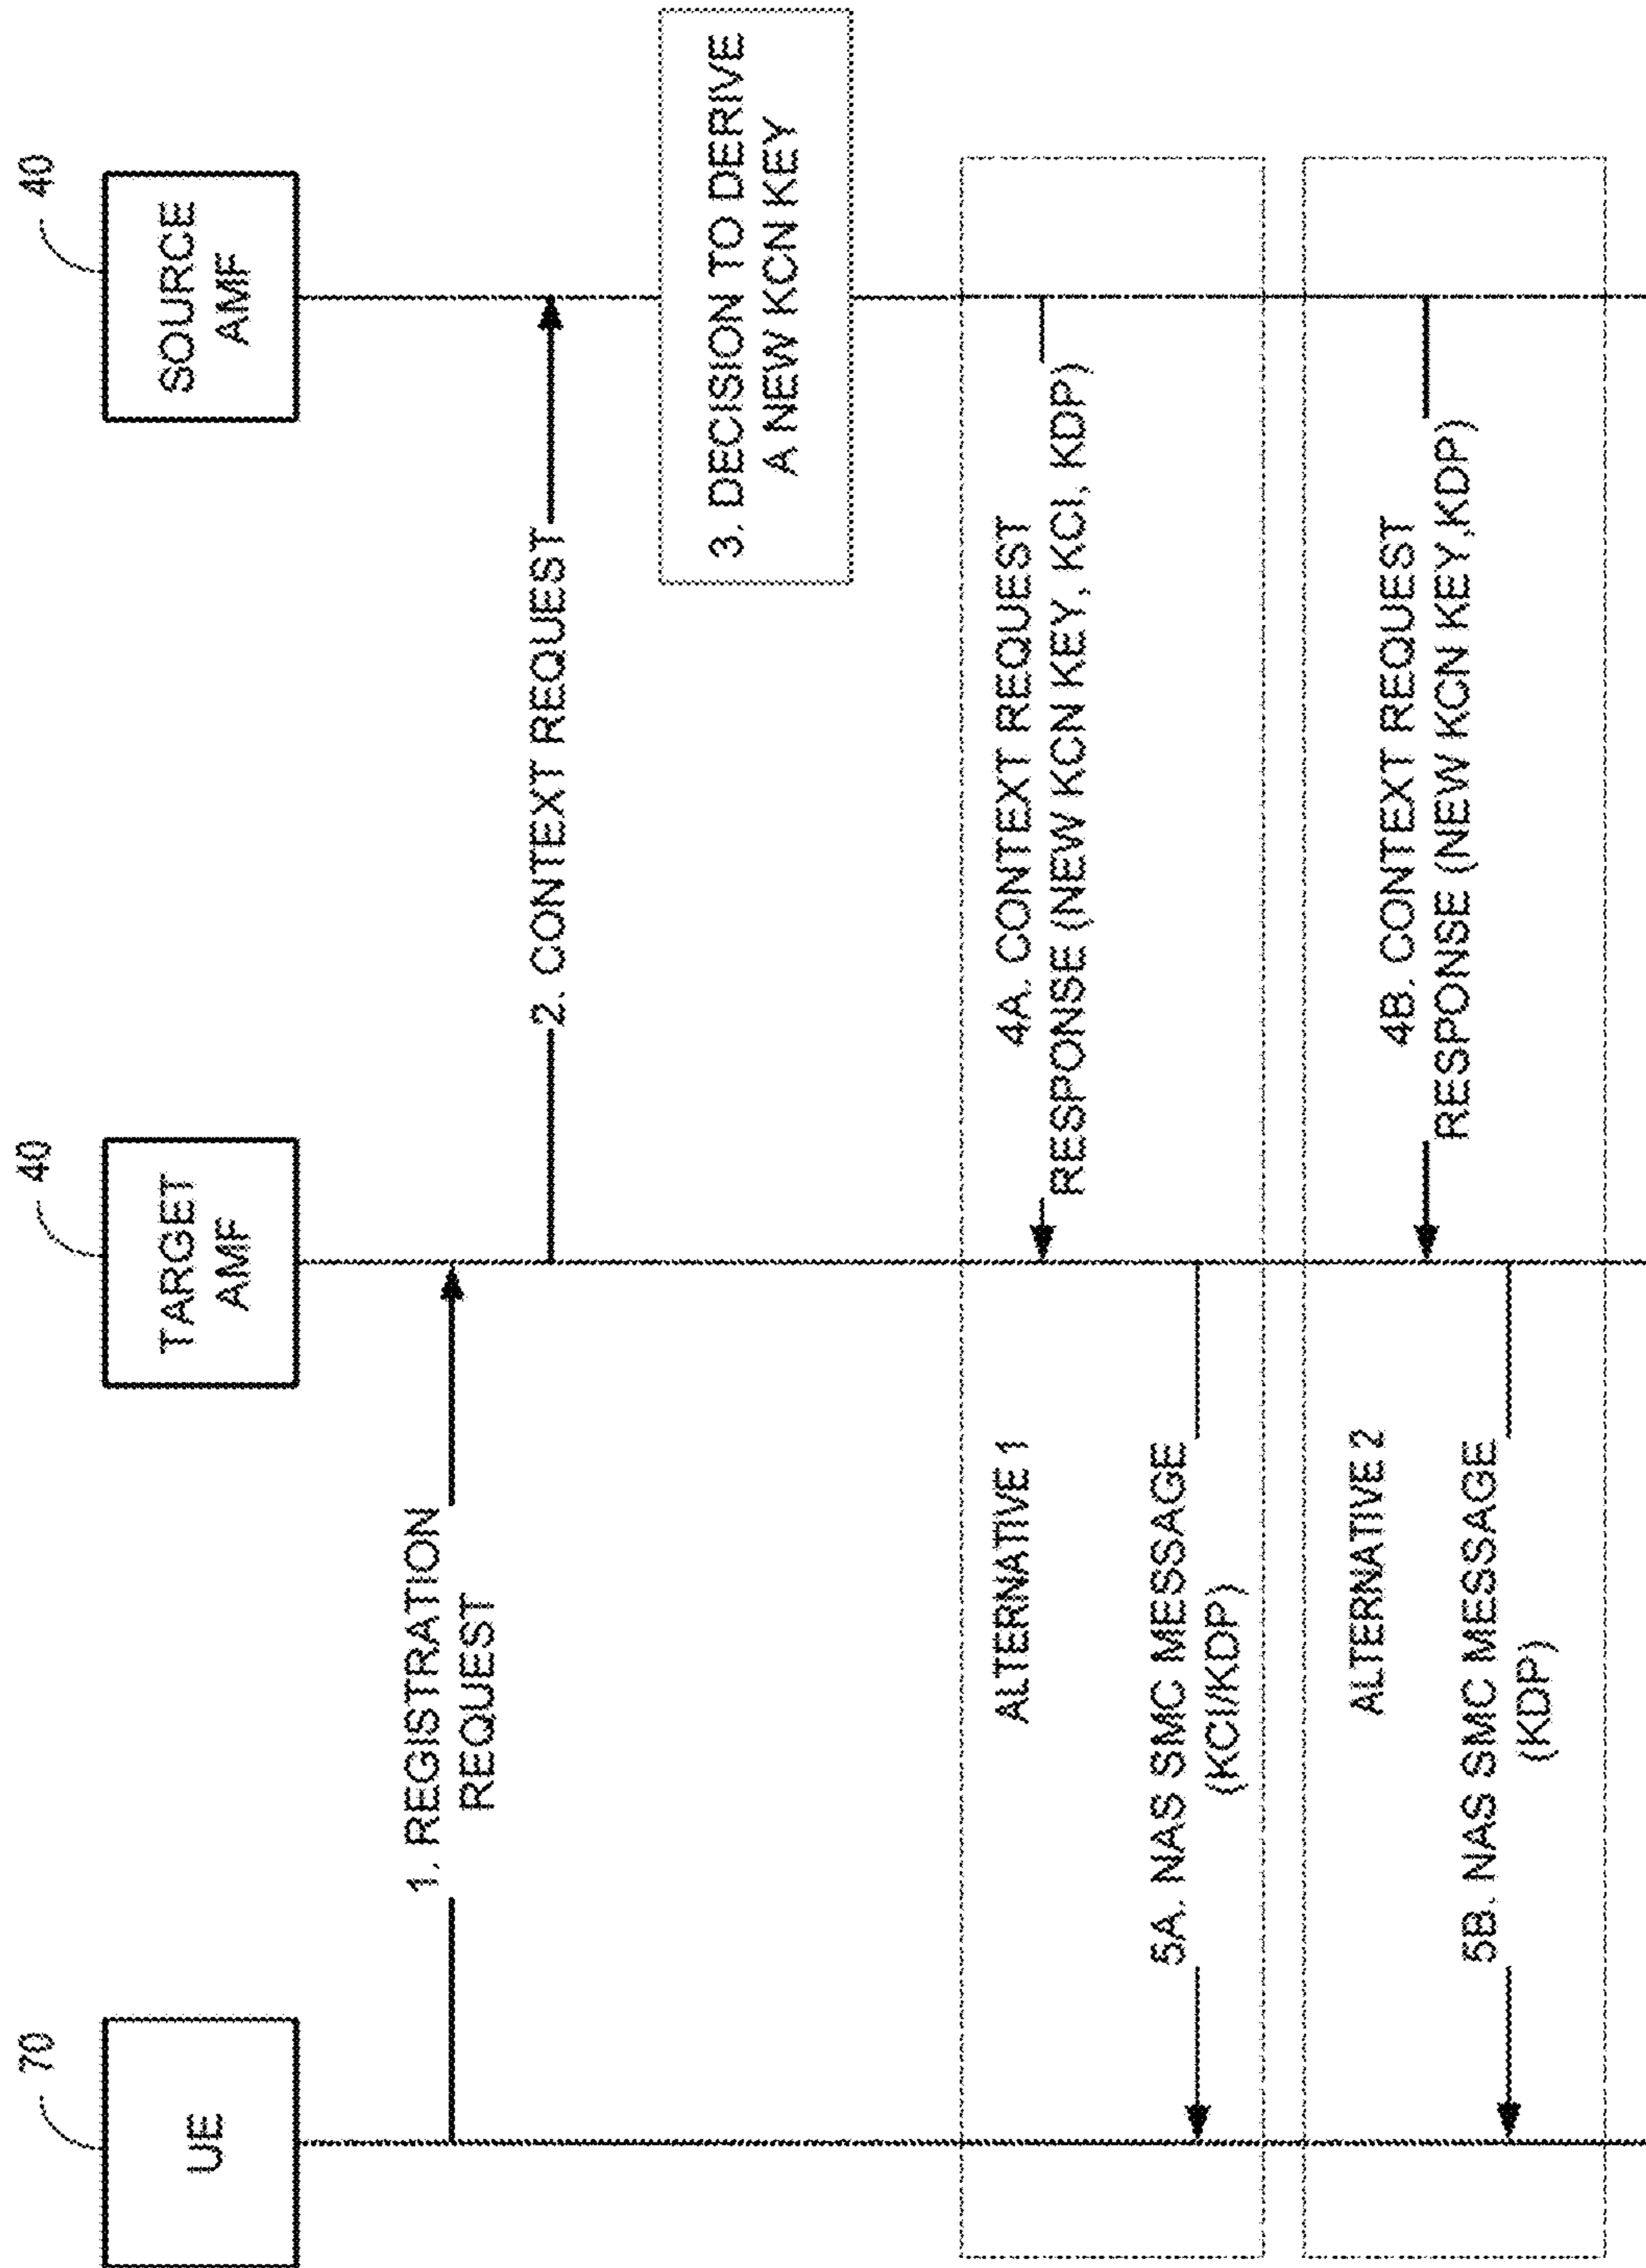 70
UE
40
TARGET
AMF
40
SOURCE
AMF
1. REGISTRATION
REQUEST
2. CONTEXT REQUEST
3. DECISION TO DERIVE
A NEW KCN KEY
ALTERNATIVE 1
4A. CONTEXT REQUEST
RESPONSE (NEW KCN KEY, KCI, KDP)
5A. NAS SMC MESSAGE
(KCI/KDP)
ALTERNATIVE 2
4B. CONTEXT REQUEST
RESPONSE (NEW KCN KEY,KDP)
5B. NAS SMC MESSAGE
(KDP)